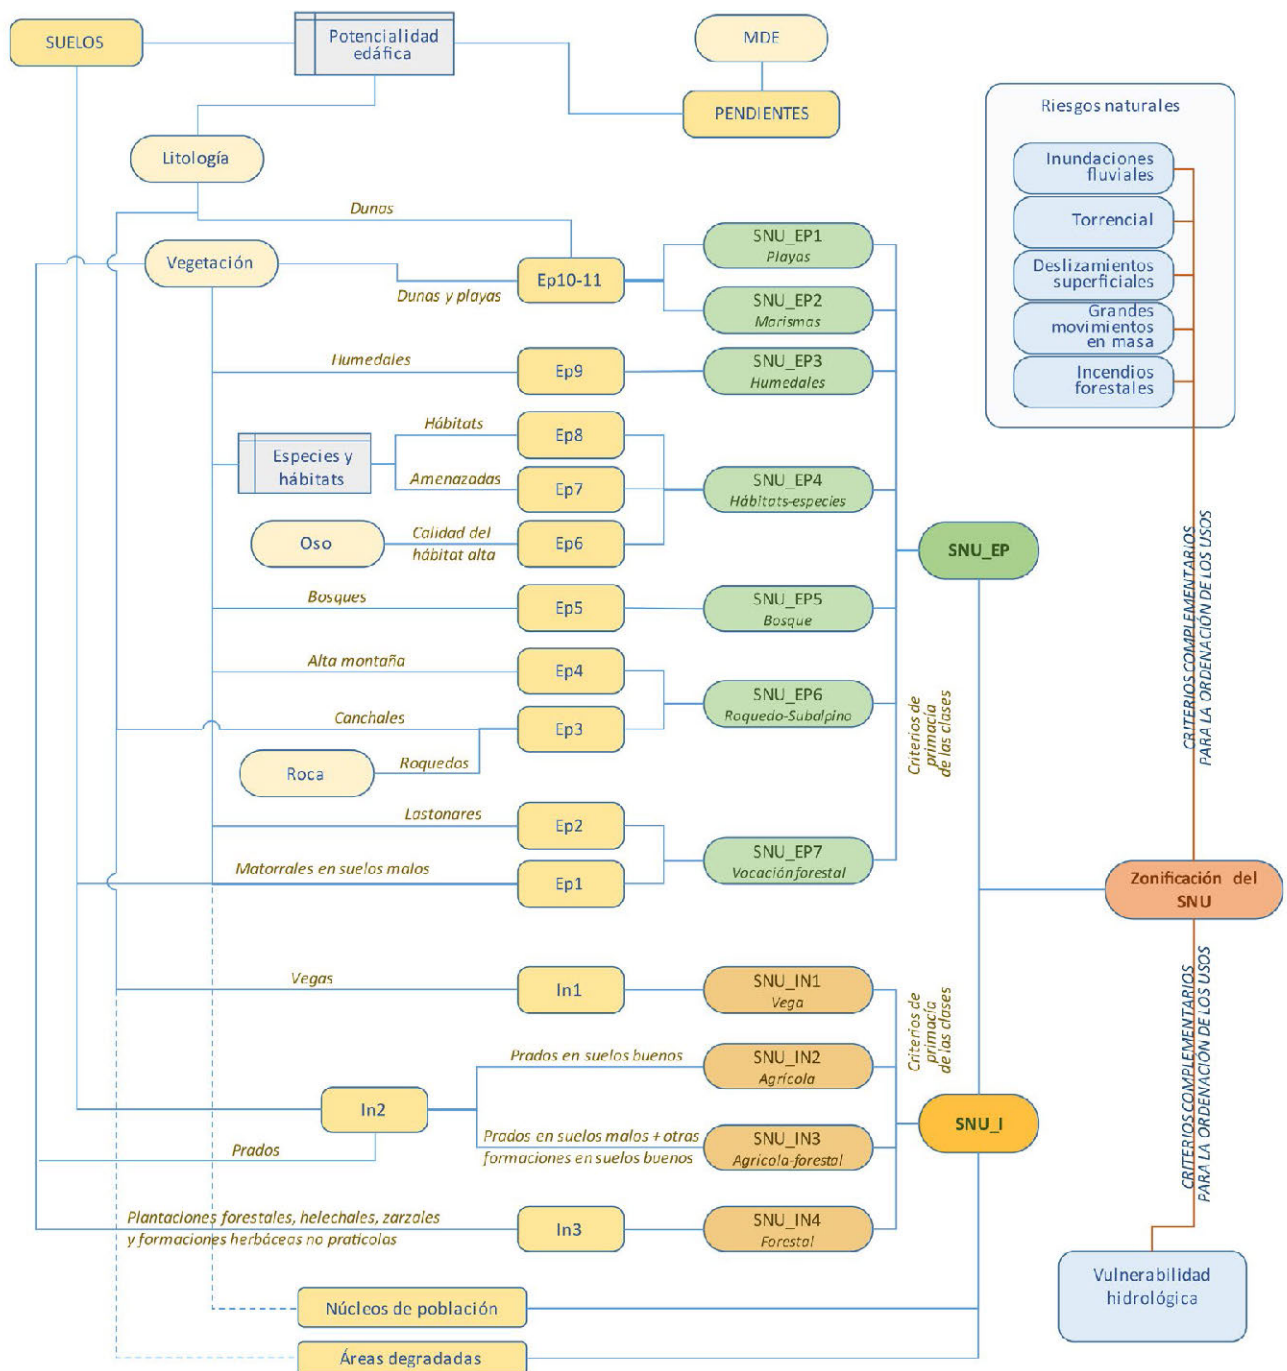 SUELOS
Potencialidad
edáfica
MDE
PENDIENTES
Litología
Dunas
Vegetación
Dunas y playas
Ep10-11
SNU_EP1
Playas
SNU_EP2
Marismas
Humedales
Ep9
SNU_EP3
Humedales
Especies y
hábitats
Hábitats
Ep8
Amenazadas
Ep7
SNU_EP4
Hábitats-especies
Oso
Calidad del
hábitat alta
Ep6
SNU_EP
Bosques
Ep5
SNU_EP5
Bosque
Alta montaña
Ep4
SNU_EP6
Roquedo-Subalpino
Canchales
Ep3
Roca
Roquedos
Criterios de
primacía
de las clases
Lastonares
Ep2
SNU_EP7
Vocación forestal
Matorrales en suelos malos
Ep1
Vegas
In1
SNU_IN1
Vega
Criterios de
primacía
de las clases
Prados en suelos buenos
SNU_IN2
Agrícola
In2
SNU_I
Prados en suelos malos + otras
formaciones en suelos buenos
SNU_IN3
Agrícola-forestal
Prados
Plantaciones forestales, helechales, zarzales
y formaciones herbáceas no pratícolas
In3
SNU_IN4
Forestal
Núcleos de población
Áreas degradadas
Riesgos naturales
Inundaciones
fluviales
Torrencial
Deslizamientos
superficiales
Grandes
movimientos
en masa
Incendios
forestales
CRITERIOS COMPLEMENTARIOS
PARA LA ORDENACIÓN DE LOS USOS
Zonificación del
SNU
CRITERIOS COMPLEMENTARIOS
PARA LA ORDENACIÓN DE LOS USOS
Vulnerabilidad
hidrológica